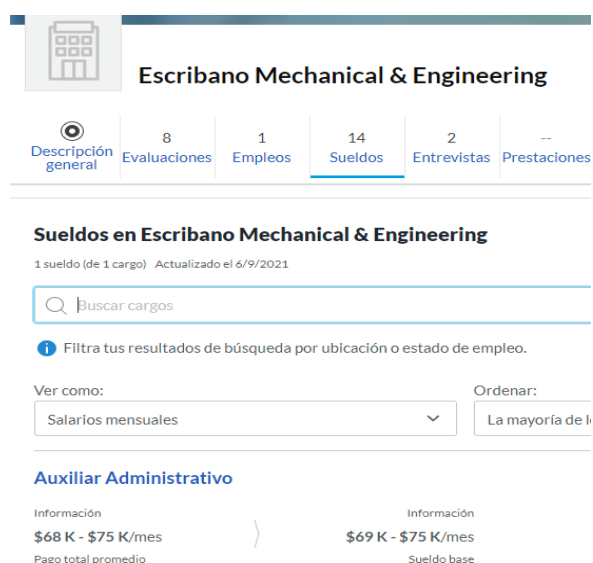 Escribano Mechanical & Engineering
8 1 14 2 --
Descripción general Evaluaciones Empleos Sueldos Entrevistas Prestaciones
Sueldos en Escribano Mechanical & Engineering
1 sueldo (de 1 cargo) Actualizado el 6/9/2021
Buscar cargos
Filtra tus resultados de búsqueda por ubicación o estado de empleo.
Ver como: Ordenar:
Salarios mensuales La mayoría de
Auxiliar Administrativo
Información Información
$68 K - $75 K/mes $69 K - $75 K/mes
Pago total promedio Sueldo base